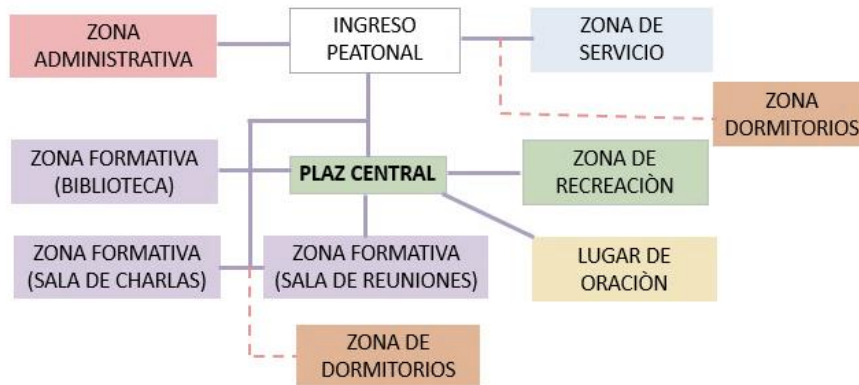 ZONA
ADMINISTRATIVA
INGRESO
PEATONAL
ZONA DE
SERVICIO
ZONA
DORMITORIOS
ZONA FORMATIVA
(BIBLIOTECA)
PLAZ CENTRAL
ZONA DE
RECREACIÒN
ZONA FORMATIVA
(SALA DE CHARLAS)
ZONA FORMATIVA
(SALA DE REUNIONES)
LUGAR DE
ORACIÒN
ZONA DE
DORMITORIOS